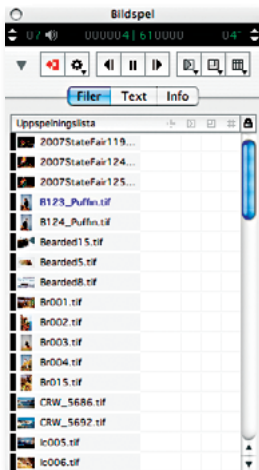 Bildspel
07 000004|610000 04
Filer Text Info
Uppspelningslista #
2007StateFair119...
2007StateFair124...
2007StateFair125...
B123_Puffin.tif
B124_Puffin.tif
Bearded15.tif
Bearded5.tif
Bearded8.tif
Br001.tif
Br002.tif
Br003.tif
Br004.tif
Br015.tif
CRW_5686.tif
CRW_5692.tif
Ic005.tif
Ic006.tif